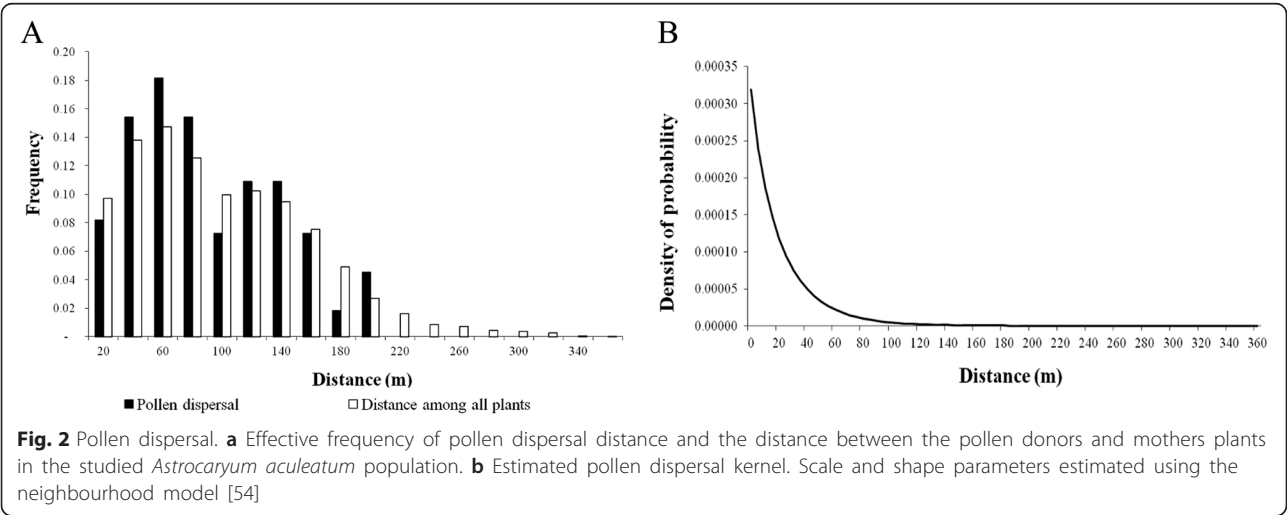 A
0.20
0.18
0.16
0.14
0.12
0.10
0.08
0.06
0.04
0.02
-
Frequency
20 60 100 140 180 220 260 300 340
Distance (m)
■ Pollen dispersal □ Distance among all plants
B
0.00035
0.00030
0.00025
0.00020
0.00015
0.00010
0.00005
0.00000
Density of probability
0 20 40 60 80 100 120 140 160 180 200 220 240 260 280 300 320 340 360
Distance (m)
Fig. 2 Pollen dispersal. a Effective frequency of pollen dispersal distance and the distance between the pollen donors and mothers plants
in the studied Astrocaryum aculeatum population. b Estimated pollen dispersal kernel. Scale and shape parameters estimated using the
neighbourhood model [54]